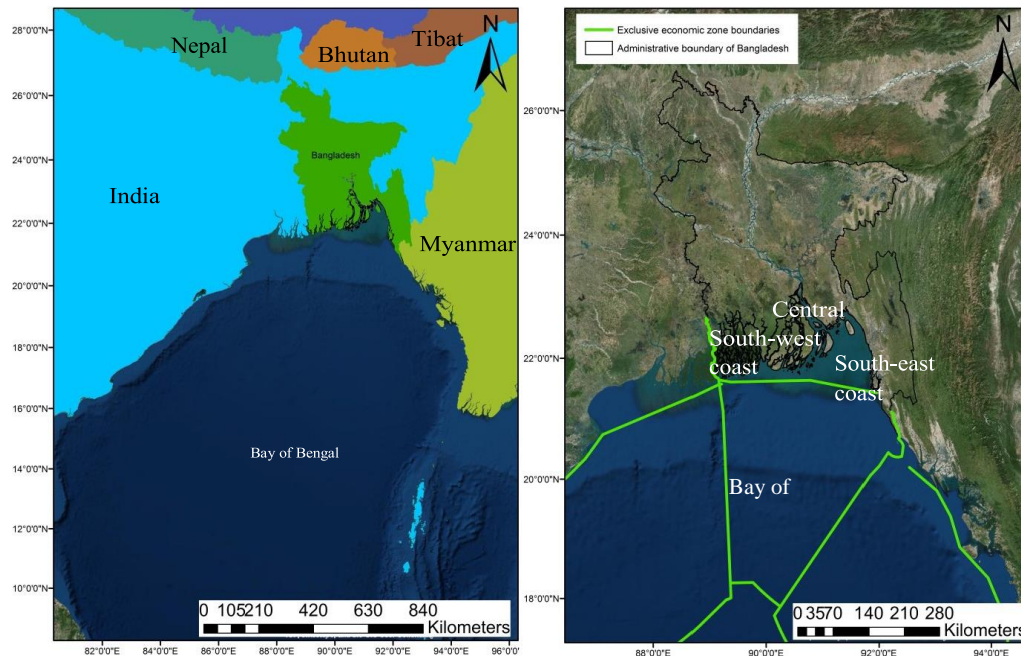 N
Nepal
Bhutan
Tibat
Bangladesh
India
Myanmar
Bay of Bengal
28°0'0"N
26°0'0"N
24°0'0"N
22°0'0"N
20°0'0"N
18°0'0"N
16°0'0"N
14°0'0"N
12°0'0"N
10°0'0"N
0 105210 420 630 840
Kilometers
82°0'0"E 84°0'0"E 86°0'0"E 88°0'0"E 90°0'0"E 92°0'0"E 94°0'0"E 96°0'0"E
Exclusive economic zone boundaries
Administrative boundary of Bangladesh
N
26°0'0"N
24°0'0"N
22°0'0"N
20°0'0"N
18°0'0"N
Central
South-west
coast
South-east
coast
Bay of
0 3570 140 210 280
Kilometers
88°0'0"E 90°0'0"E 92°0'0"E 94°0'0"E